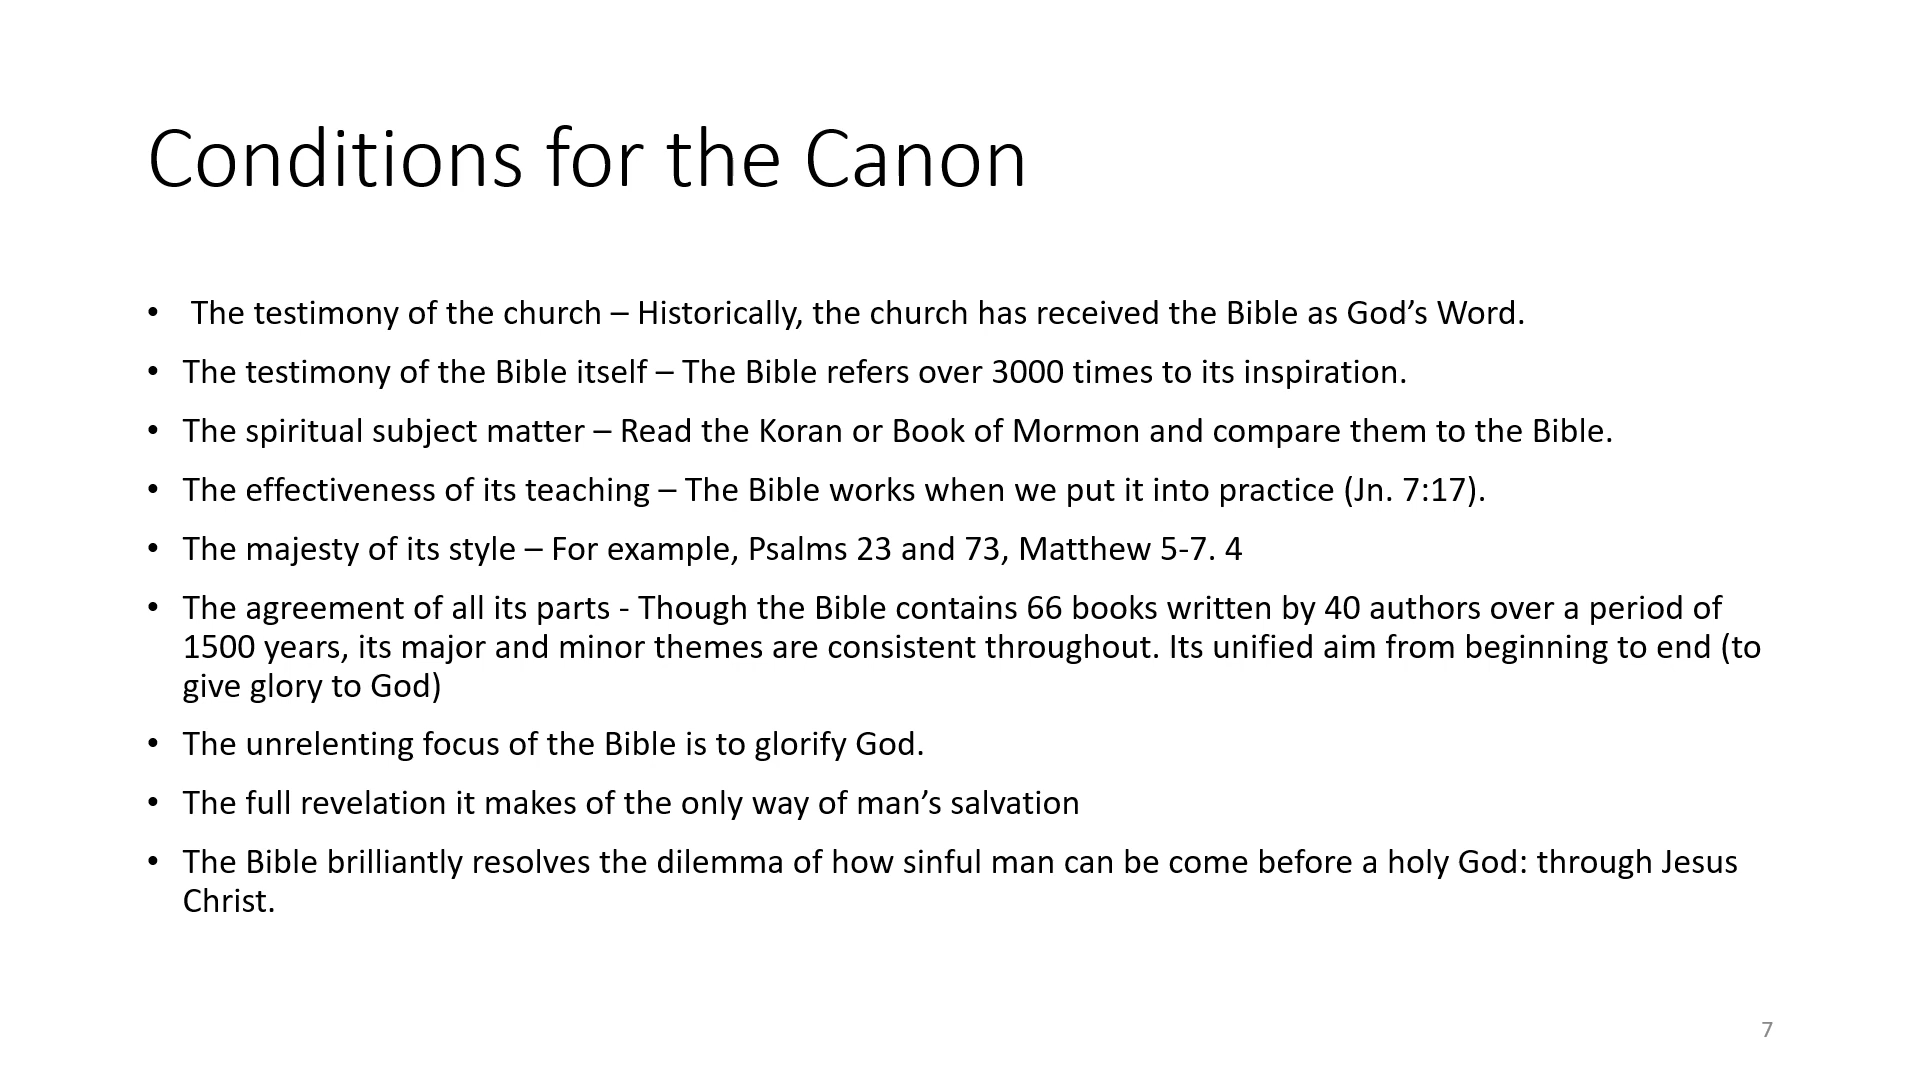 Conditions for the Canon
• The testimony of the church – Historically, the church has received the Bible as God’s Word.
• The testimony of the Bible itself – The Bible refers over 3000 times to its inspiration.
• The spiritual subject matter – Read the Koran or Book of Mormon and compare them to the Bible.
• The effectiveness of its teaching – The Bible works when we put it into practice (Jn. 7:17).
• The majesty of its style – For example, Psalms 23 and 73, Matthew 5-7. 4
• The agreement of all its parts - Though the Bible contains 66 books written by 40 authors over a period of
1500 years, its major and minor themes are consistent throughout. Its unified aim from beginning to end (to
give glory to God)
• The unrelenting focus of the Bible is to glorify God.
• The full revelation it makes of the only way of man’s salvation
• The Bible brilliantly resolves the dilemma of how sinful man can be come before a holy God: through Jesus
Christ.
7